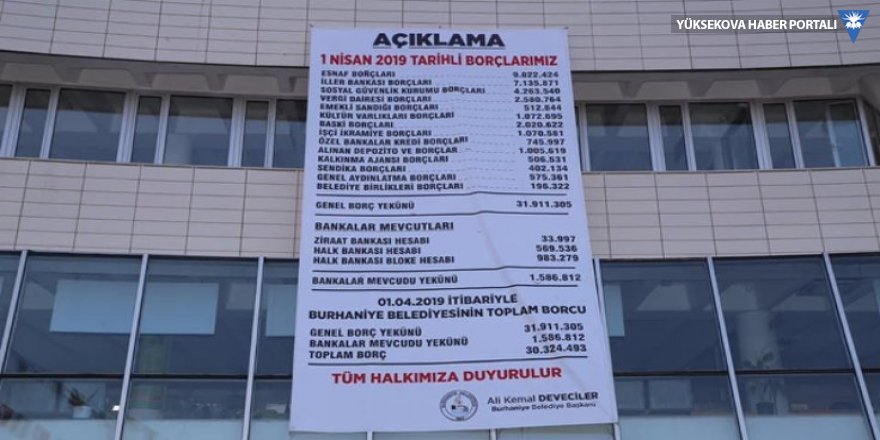 YÜKSEKOVA HABER PORTALI
AÇIKLAMA
1 NİSAN 2019 TARİHLİ BORÇLARIMIZ
ESNAF BORÇLARI 9.822.424
İLLER BANKASI BORÇLARI 7.135.871
SOSYAL GÜVENLİK KURUMU BORÇLARI 4.263.540
VERGİ DAİRESİ BORÇLARI 2.580.764
EMEKLİ SANDIĞI BORÇLARI 512.844
KÜLTÜR VARLIKLARI BORÇLARI 1.072.695
BASKİ BORÇLARI 2.020.622
İŞÇİ İKRAMİYE BORÇLARI 1.070.581
ÖZEL BANKALAR KREDİ BORÇLARI 745.997
ALINAN DEPOZİTO VE BORÇLAR 1.005.619
KALKINMA AJANSI BORÇLARI 506.531
SENDİKA BORÇLARI 402.134
GENEL AYDINLATMA BORÇLARI 575.361
BELEDİYE BİRLİKLERİ BORÇLARI 196.322
GENEL BORÇ YEKÜNÜ 31.911.305
BANKALAR MEVCUTLARI
ZİRAAT BANKASI HESABI 33.997
HALK BANKASI HESABI 569.536
HALK BANKASI BLOKE HESABI 983.279
BANKALAR MEVCUDU YEKÜNÜ 1.586.812
01.04.2019 İTİBARİYLE
BURHANİYE BELEDİYESİNİN TOPLAM BORCU
GENEL BORÇ YEKÜNÜ 31.911.305
BANKALAR MEVCUDU YEKÜNÜ 1.586.812
TOPLAM BORÇ 30.324.493
TÜM HALKIMIZA DUYURULUR
Ali Kemal DEVECİLER
Burhaniye Belediye Başkanı